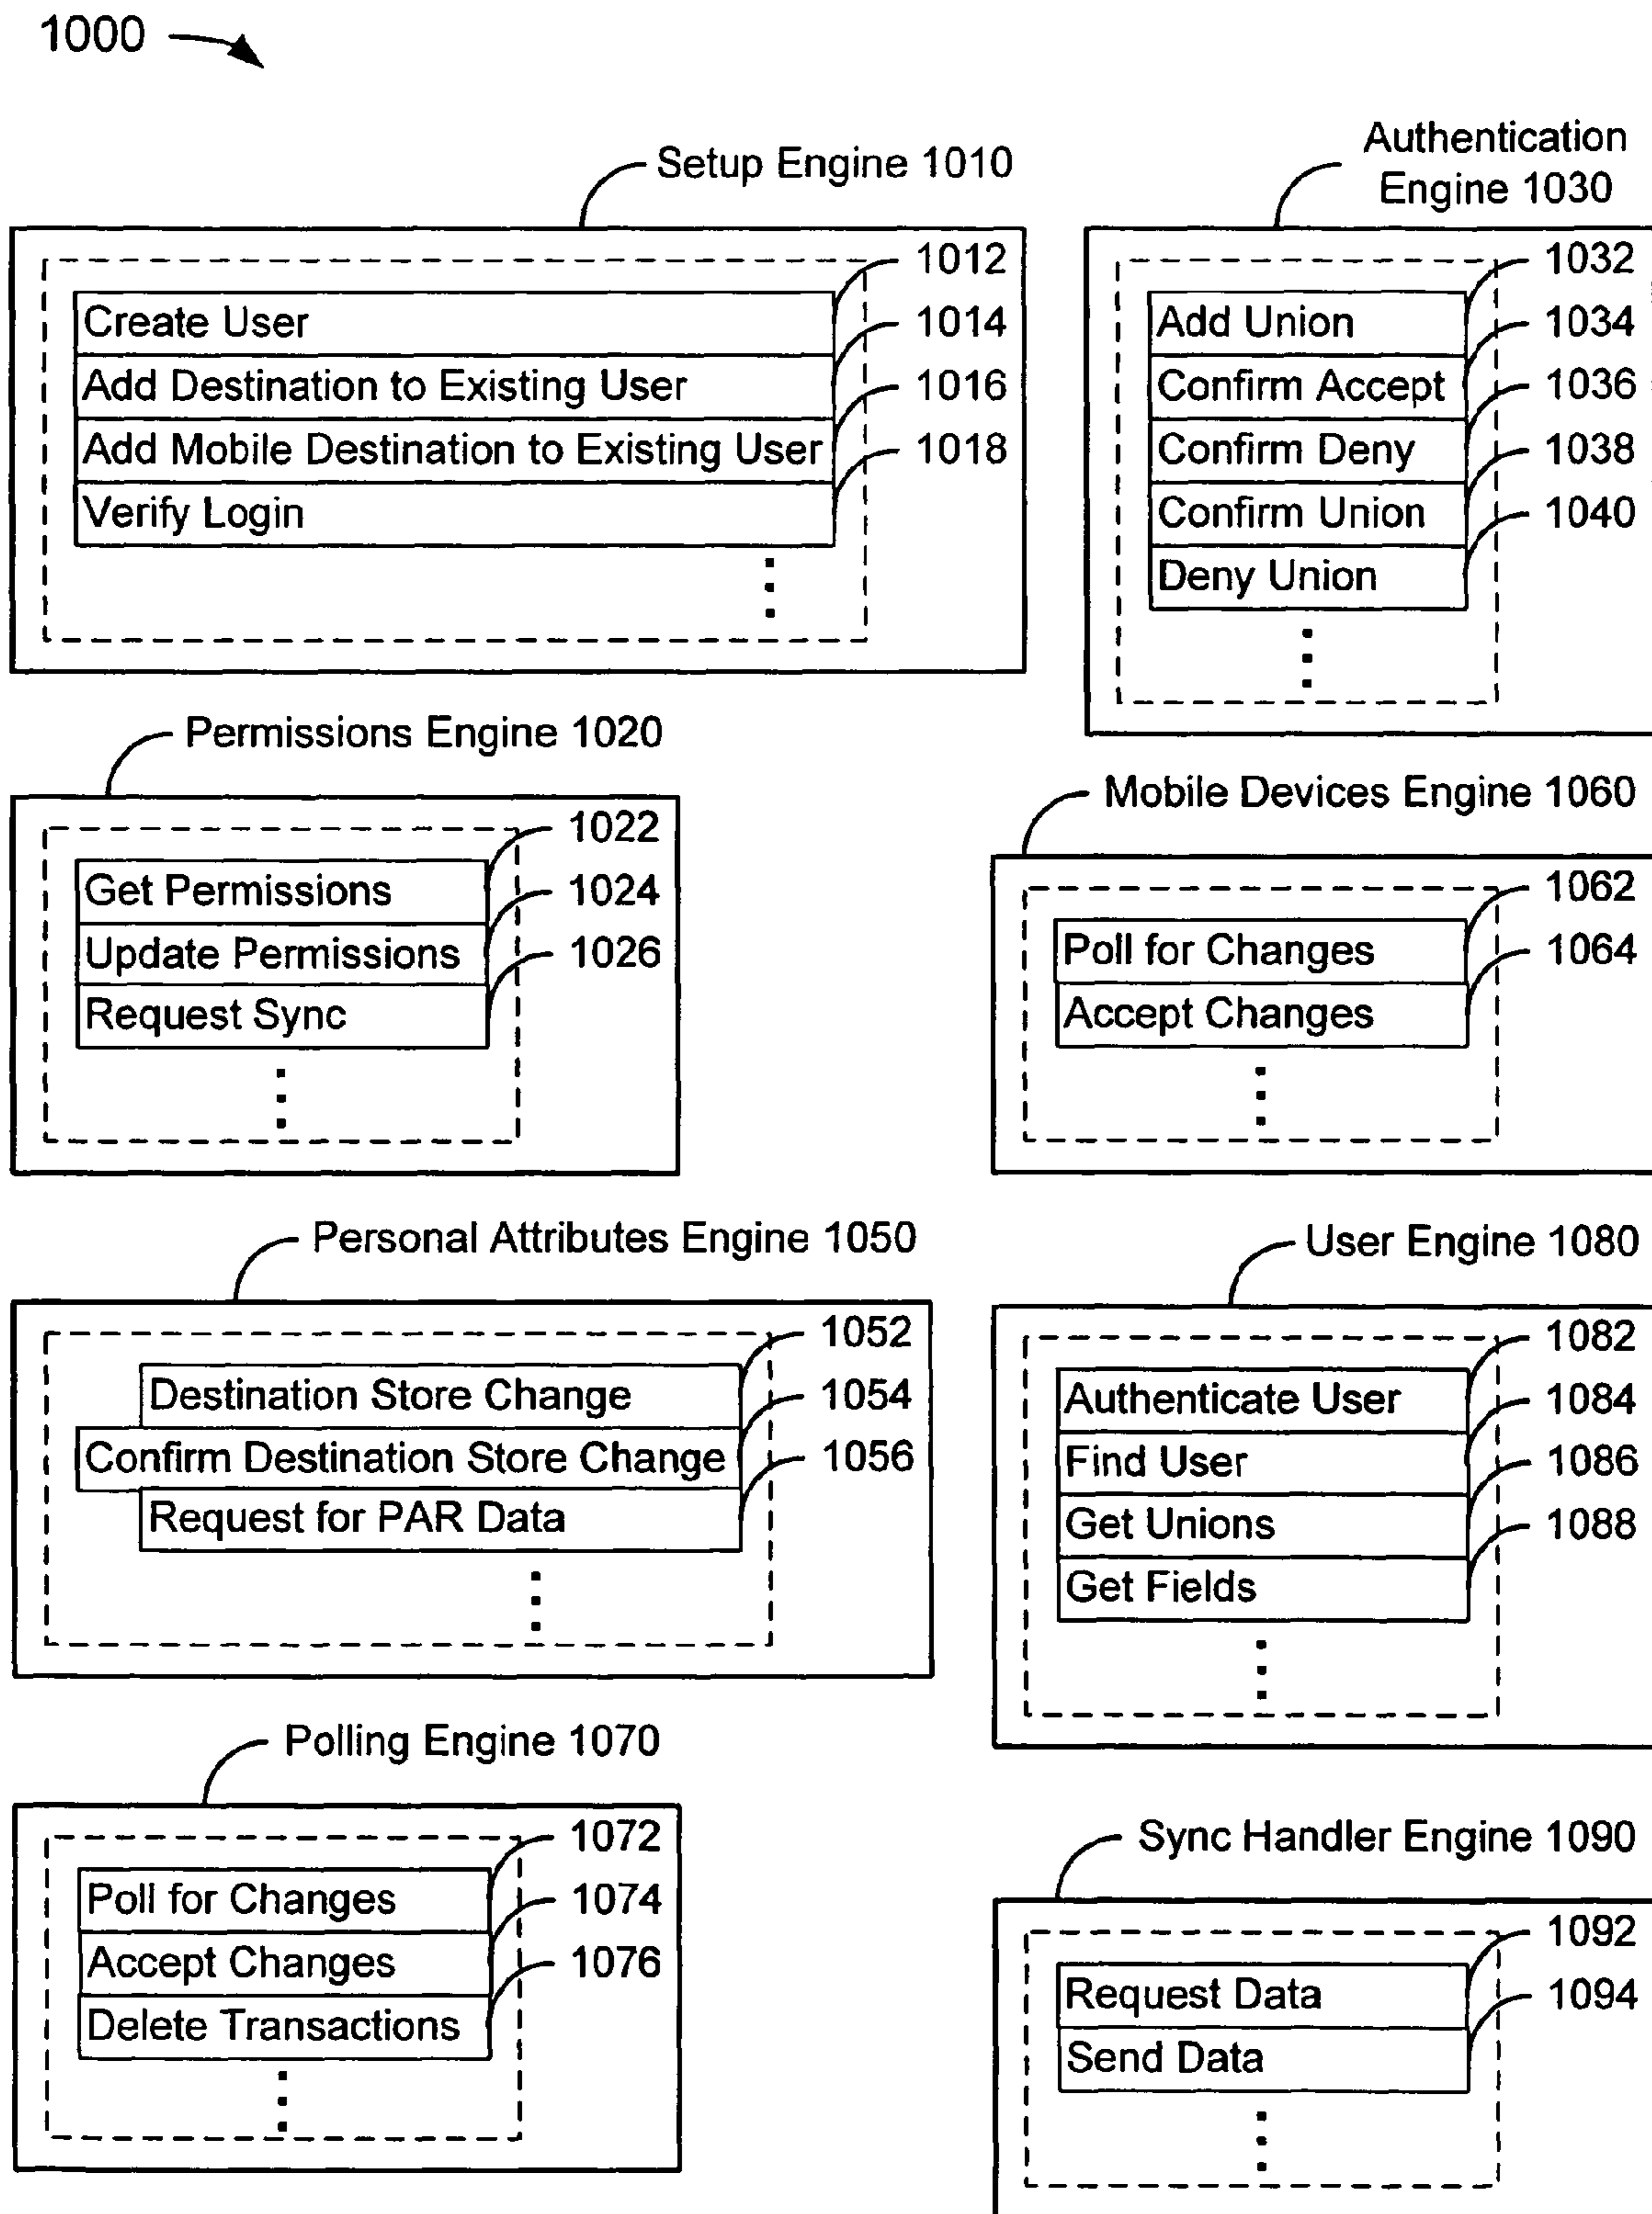 1000
Setup Engine 1010
1012
Create User
1014
Add Destination to Existing User
1016
Add Mobile Destination to Existing User
1018
Verify Login
Authentication
Engine 1030
1032
Add Union
1034
Confirm Accept
1036
Confirm Deny
1038
Confirm Union
1040
Deny Union
Permissions Engine 1020
1022
Get Permissions
1024
Update Permissions
1026
Request Sync
Mobile Devices Engine 1060
1062
Poll for Changes
1064
Accept Changes
Personal Attributes Engine 1050
1052
Destination Store Change
1054
Confirm Destination Store Change
1056
Request for PAR Data
User Engine 1080
1082
Authenticate User
1084
Find User
1086
Get Unions
1088
Get Fields
Polling Engine 1070
1072
Poll for Changes
1074
Accept Changes
1076
Delete Transactions
Sync Handler Engine 1090
1092
Request Data
1094
Send Data